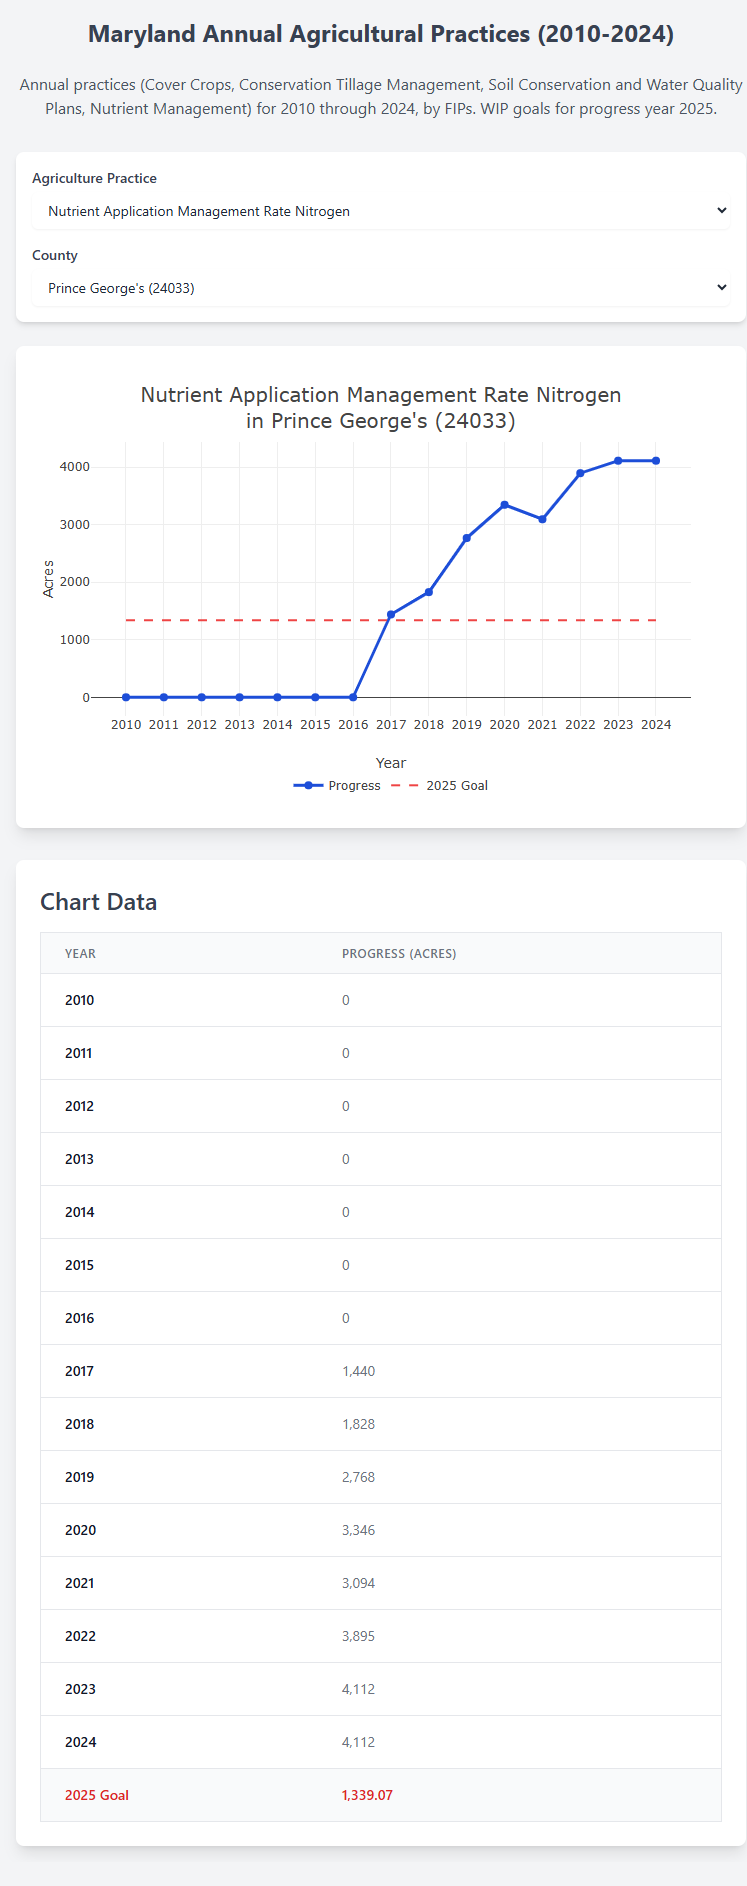 Maryland Annual Agricultural Practices (2010-2024)
Annual practices (Cover Crops, Conservation Tillage Management, Soil Conservation and Water Quality
Plans, Nutrient Management) for 2010 through 2024, by FIPs. WIP goals for progress year 2025.
Agriculture Practice
Nutrient Application Management Rate Nitrogen
County
Prince George's (24033)
Nutrient Application Management Rate Nitrogen
in Prince George's (24033)
4000
3000
2000
1000
0
Acres
2010 2011 2012 2013 2014 2015 2016 2017 2018 2019 2020 2021 2022 2023 2024
Year
Progress 2025 Goal
Chart Data
YEAR PROGRESS (ACRES)
2010 0
2011 0
2012 0
2013 0
2014 0
2015 0
2016 0
2017 1,440
2018 1,828
2019 2,768
2020 3,346
2021 3,094
2022 3,895
2023 4,112
2024 4,112
2025 Goal 1,339.07